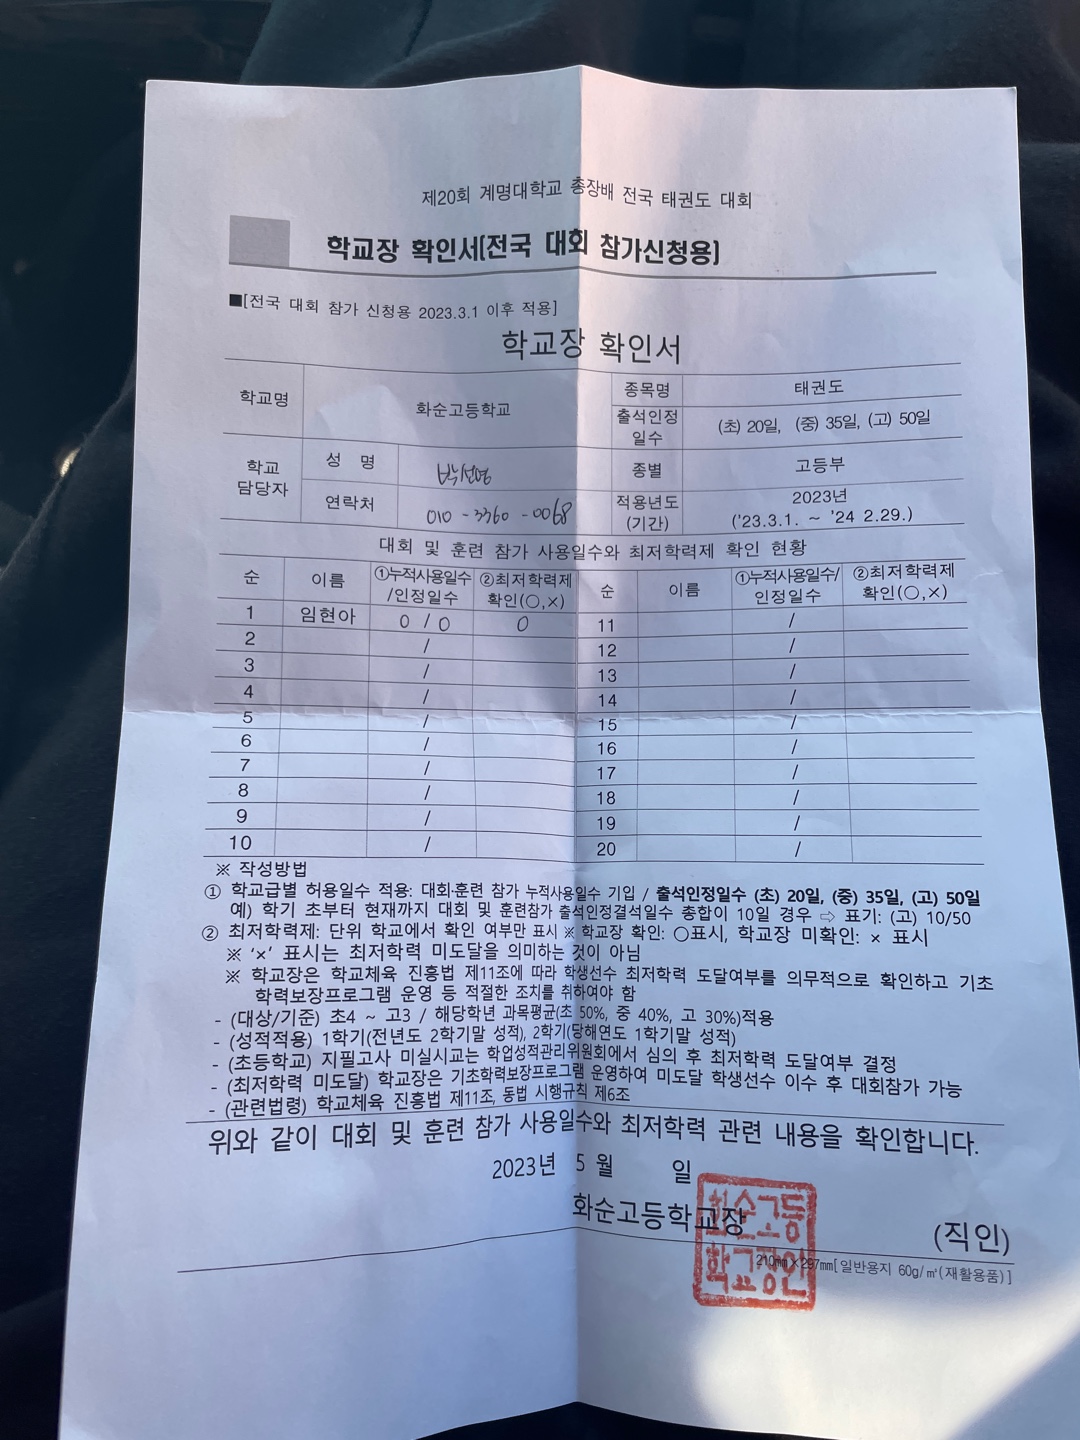 제20회 계명대학교 총장배 전국 태권도 대회
학교장 확인서(전국 대회 참가신청용)
■[전국 대회 참가 신청용 2023.3.1 이후 적용]
학교장 확인서
학교명 화순고등학교 종목명 태권도
출석인정 일수 (초) 20일, (중) 35일, (고) 50일
학교 담당자 성 명 종별 고등부
연락처 010 - 3360 - 0068 적용년도 (기간) 2023년 ('23.3.1. ~ '24 2.29.)
대회 및 훈련 참가 사용일수와 최저학력제 확인 현황
순 이름 ①누적사용일수/인정일수 ②최저학력제 확인(○,×) 순 이름 ①누적사용일수/인정일수 ②최저학력제 확인(○,×)
1 임현아 0 / 0 0 11 /
2 / 12 /
3 / 13 /
4 / 14 /
5 / 15 /
6 / 16 /
7 / 17 /
8 / 18 /
9 / 19 /
10 / 20 /
※ 작성방법
① 학교급별 허용일수 적용: 대회·훈련 참가 누적사용일수 기입 / 출석인정일수 (초) 20일, (중) 35일, (고) 50일
예) 학기 초부터 현재까지 대회 및 훈련참가 출석인정결석일수 총합이 10일 경우 ⇨ 표기: (고) 10/50
② 최저학력제: 단위 학교에서 확인 여부만 표시 ※ 학교장 확인: ○표시, 학교장 미확인: × 표시
※ '×' 표시는 최저학력 미도달을 의미하는 것이 아님
※ 학교장은 학교체육 진흥법 제11조에 따라 학생선수 최저학력 도달여부를 의무적으로 확인하고 기초
학력보장프로그램 운영 등 적절한 조치를 취하여야 함
- (대상/기준) 초4 ~ 고3 / 해당학년 과목평균(초 50%, 중 40%, 고 30%)적용
- (성적적용) 1학기(전년도 2학기말 성적), 2학기(당해연도 1학기말 성적)
- (초등학교) 지필고사 미실시교는 학업성적관리위원회에서 심의 후 최저학력 도달여부 결정
- (최저학력 미도달) 학교장은 기초학력보장프로그램 운영하여 미도달 학생선수 이수 후 대회참가 가능
- (관련법령) 학교체육 진흥법 제11조, 동법 시행규칙 제6조
위와 같이 대회 및 훈련 참가 사용일수와 최저학력 관련 내용을 확인합니다.
2023년 5 월 일
화순고등학교장 (직인)
화순고등
학교장인
210㎜×297㎜[일반용지 60g/㎡(재활용품)]